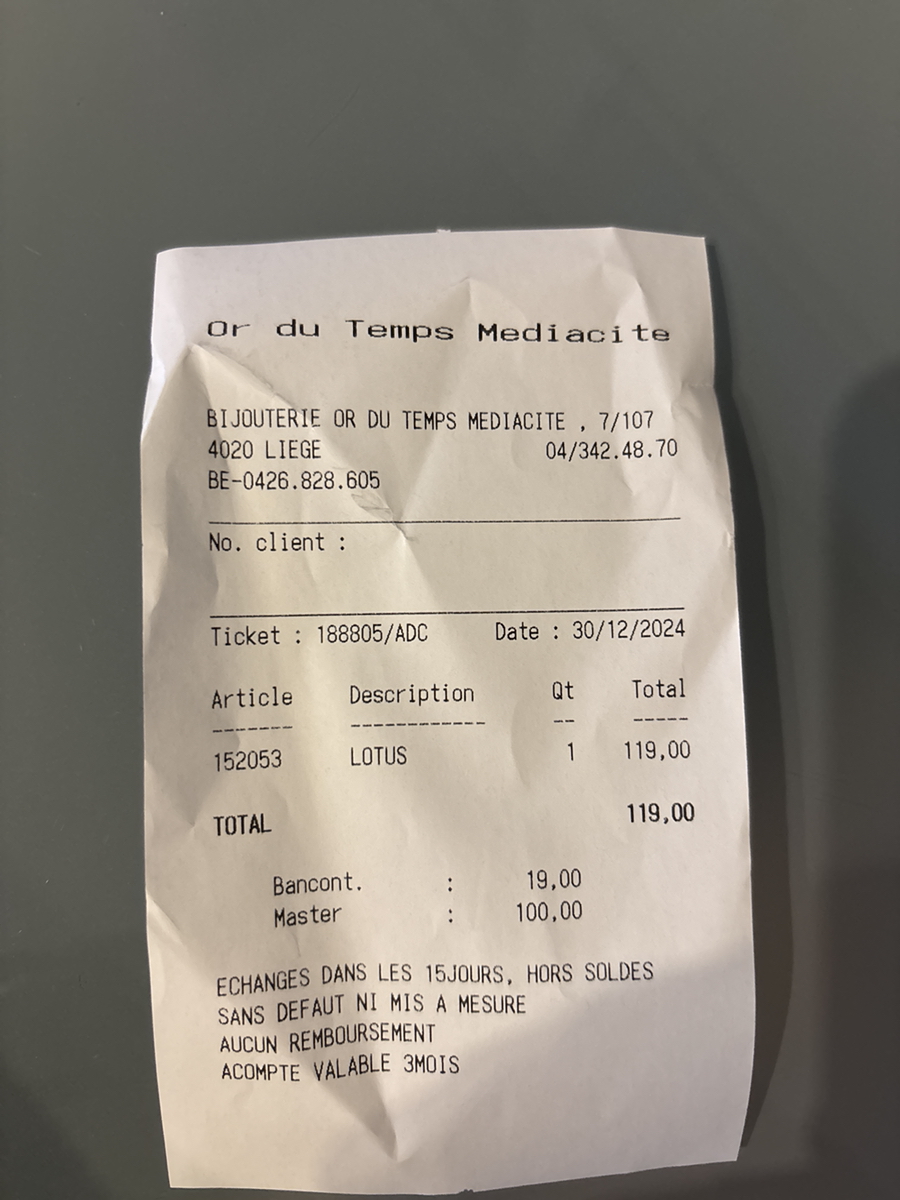 Or du Temps Mediacite
BIJOUTERIE OR DU TEMPS MEDIACITE , 7/107
4020 LIEGE 04/342.48.70
BE-0426.828.605
No. client :
Ticket : 188805/ADC Date : 30/12/2024
Article Description Qt Total
------- ------------ -- -----
152053 LOTUS 1 119,00
TOTAL 119,00
Bancont. : 19,00
Master : 100,00
ECHANGES DANS LES 15JOURS, HORS SOLDES
SANS DEFAUT NI MIS A MESURE
AUCUN REMBOURSEMENT
ACOMPTE VALABLE 3MOIS